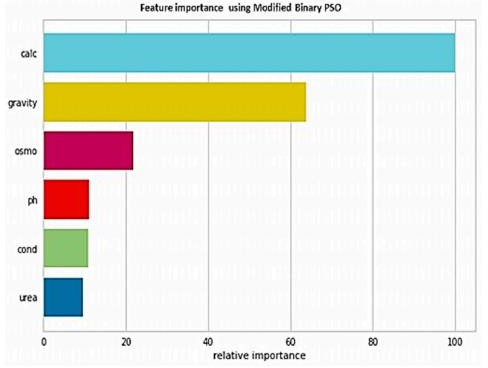 Feature importance using Modified Binary PSO
calc
gravity
osmo
ph
cond
urea
0 20 40 60 80 100
relative importance